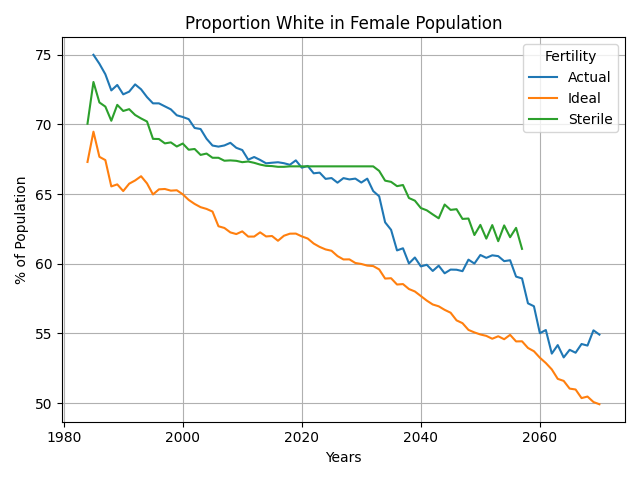 Proportion White in Female Population
% of Population
75
70
65
60
55
50
Fertility
Actual
Ideal
Sterile
1980
2000
2020
2040
2060
Years